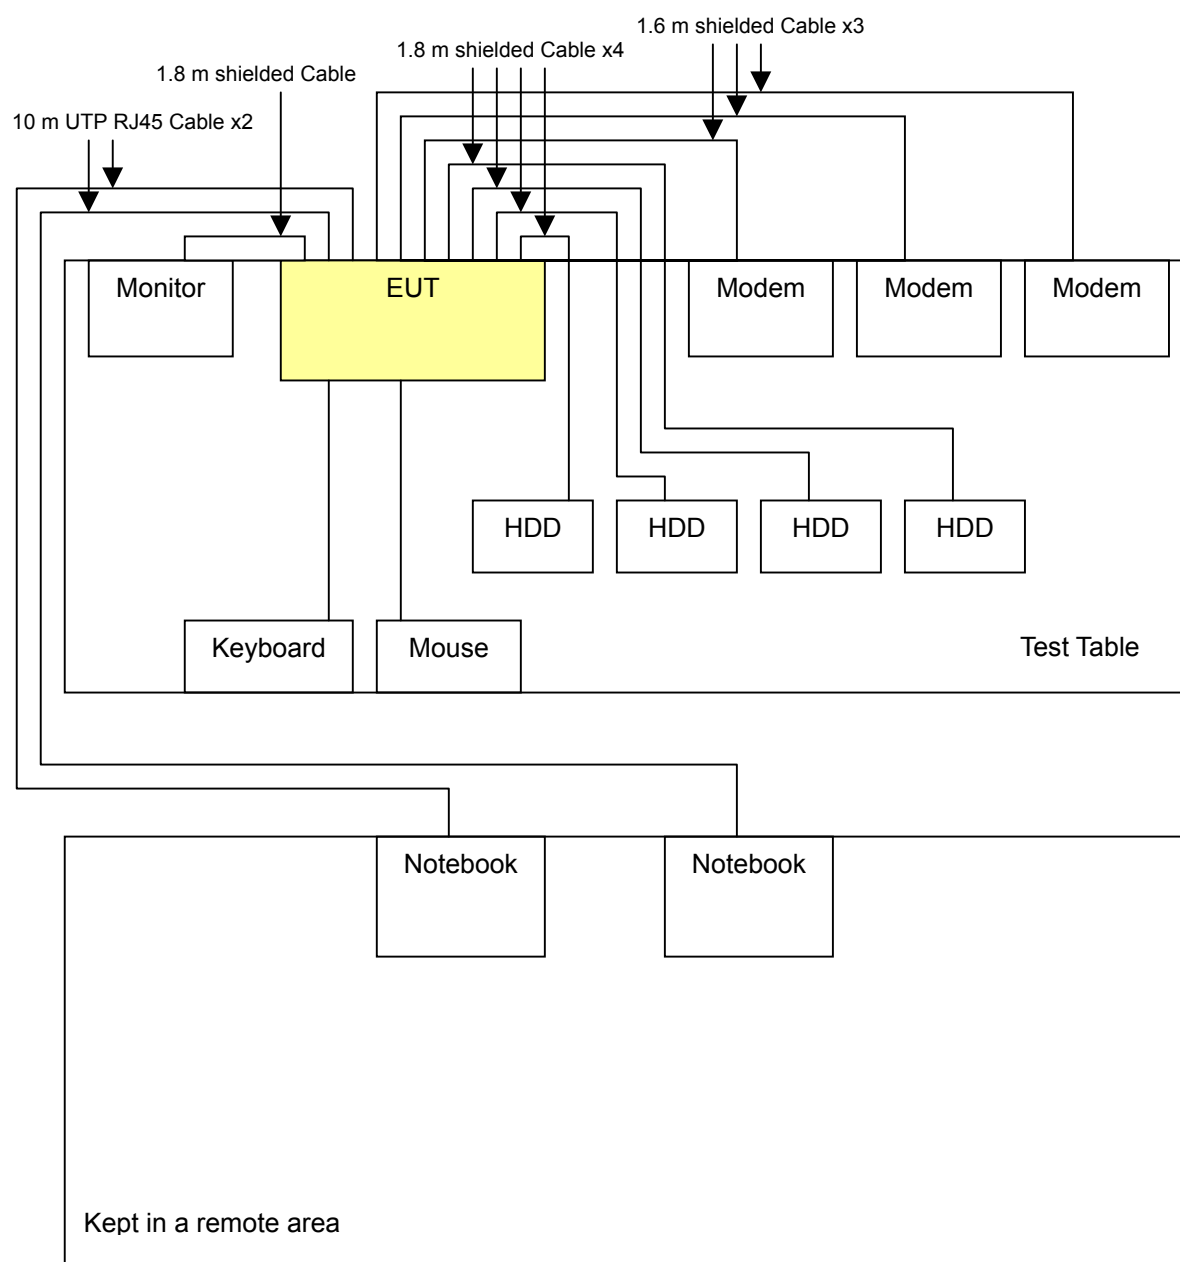 1.6 m shielded Cable x3
1.8 m shielded Cable x4
1.8 m shielded Cable
10 m UTP RJ45 Cable x2
Monitor
EUT
Modem
Modem
Modem
HDD
HDD
HDD
HDD
Keyboard
Mouse
Test Table
Notebook
Notebook
Kept in a remote area